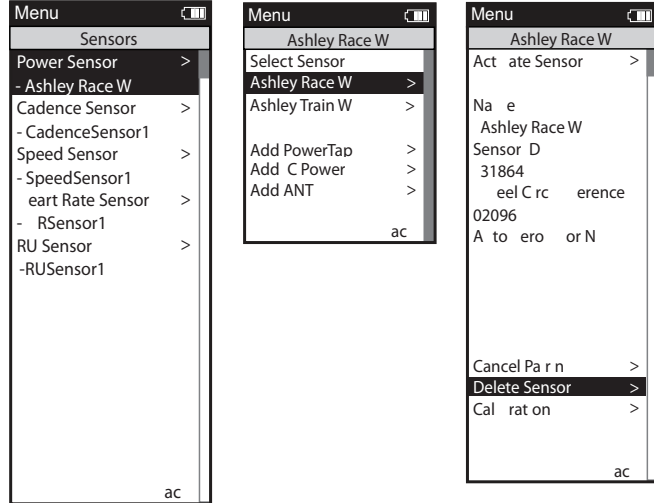 Menu
Sensors
Power Sensor >
- Ashley Race W
Cadence Sensor >
- CadenceSensor1
Speed Sensor >
- SpeedSensor1
eart Rate Sensor >
- RSensor1
RU Sensor >
-RUSensor1
ac
Menu
Ashley Race W
Select Sensor
Ashley Race W >
Ashley Train W >
Add PowerTap >
Add C Power >
Add ANT >
ac
Menu
Ashley Race W
Act ate Sensor >
Na e
Ashley Race W
Sensor D
31864
eel C rc erence
02096
A to ero or N
Cancel Pa r n >
Delete Sensor >
Cal rat on >
ac